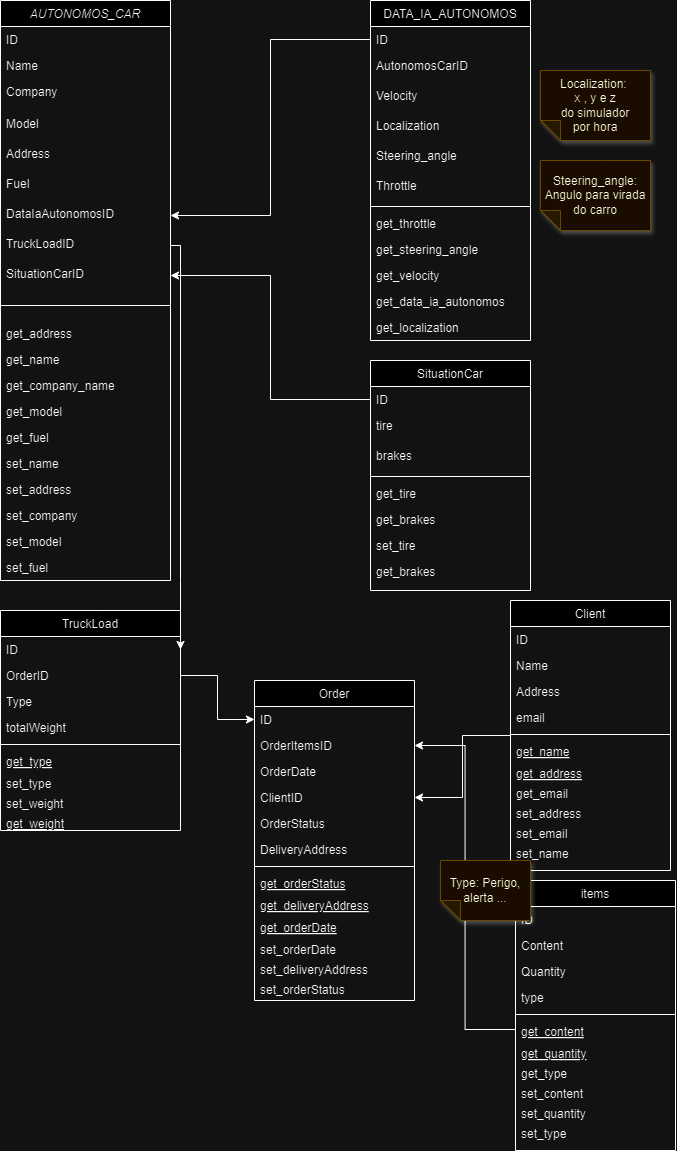 AUTONOMOS_CAR
ID
Name
Company
Model
Address
Fuel
DataIaAutonomosID
TruckLoadID
SituationCarID
get_address
get_name
get_company_name
get_model
get_fuel
set_name
set_address
set_company
set_model
set_fuel
DATA_IA_AUTONOMOS
ID
AutonomosCarID
Velocity
Localization
Steering_angle
Throttle
get_throttle
get_steering_angle
get_velocity
get_data_ia_autonomos
get_localization
Localization:
x , y e z
do simulador
por hora
Steering_angle:
Angulo para virada
do carro
SituationCar
ID
tire
brakes
get_tire
get_brakes
set_tire
get_brakes
TruckLoad
ID
OrderID
Type
totalWeight
get_type
set_type
set_weight
get_weight
Order
ID
OrderItemsID
OrderDate
ClientID
OrderStatus
DeliveryAddress
get_orderStatus
get_deliveryAddress
get_orderDate
set_orderDate
set_deliveryAddress
set_orderStatus
Client
ID
Name
Address
email
get_name
get_address
get_email
set_address
set_email
set_name
Type: Perigo,
alerta ...
items
ID
Content
Quantity
type
get_content
get_quantity
get_type
set_content
set_quantity
set_type